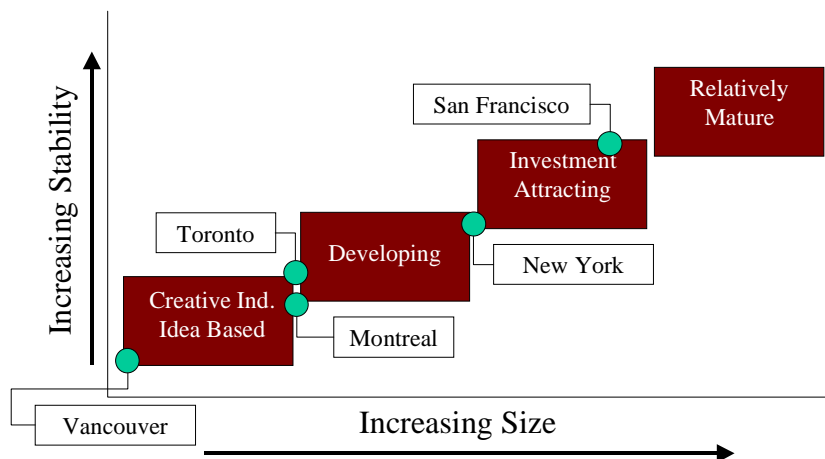 Increasing Stability
San Francisco
Relatively
Mature
Investment
Attracting
Toronto
Developing
New York
Creative Ind.
Idea Based
Montreal
Vancouver
Increasing Size